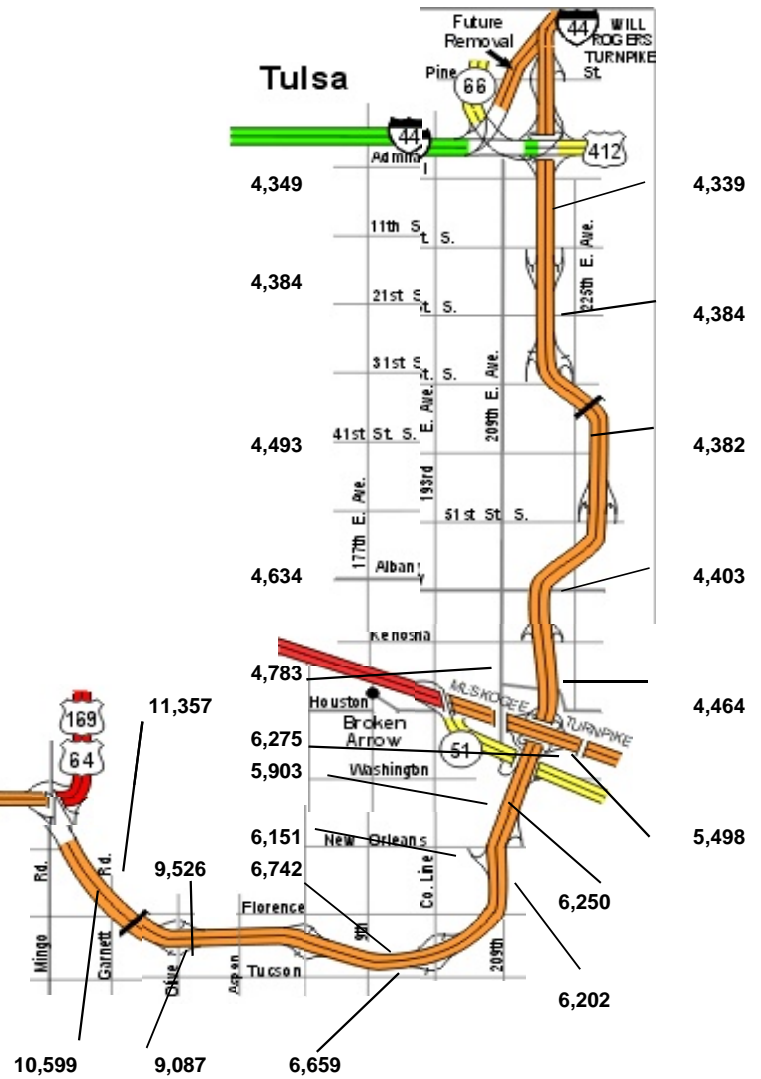 Future
Removal
44
WILL
ROGERS
TURNPIKE
Tulsa
Pine
St.
66
44
412
Admiral
4,349
4,339
11th St. S.
225th E. Ave.
4,384
21st St. S.
4,384
31st St. S.
209th E. Ave.
193rd E. Ave.
41st St. S.
4,493
4,382
177th E. Ave.
51st St. S.
4,634
Albany
4,403
Kenosha
4,783
MUSKOGEE TURNPIKE
Houston
4,464
169
11,357
Broken
Arrow
6,275
51
64
5,903
Washington
6,151
New Orleans
5,498
9,526
6,742
Co. Line
6,250
Mingo Rd.
Garnett Rd.
Florence
9th
209th
Olive
Aspen
Tucson
6,202
10,599
9,087
6,659